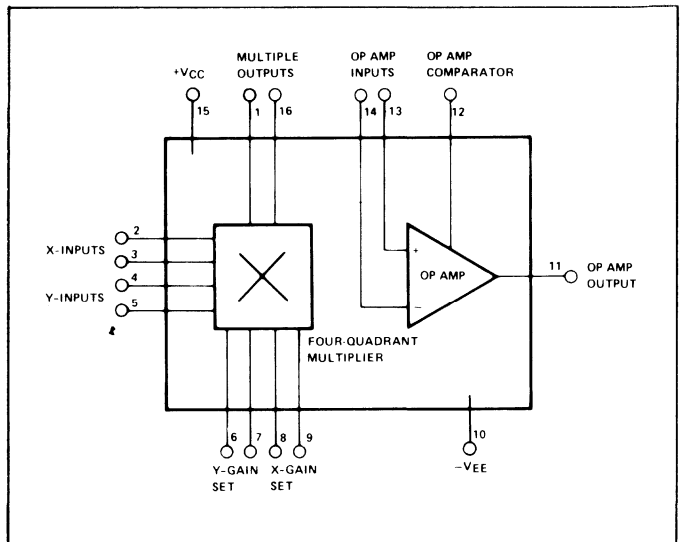 MULTIPLE OUTPUTS
OP AMP INPUTS
OP AMP COMPARATOR
+VCC
15
1
16
14
13
12
2
X-INPUTS
3
4
Y-INPUTS
5
+
OP AMP
−
11
OP AMP OUTPUT
FOUR-QUADRANT
MULTIPLIER
6
7
8
9
10
Y-GAIN SET
X-GAIN SET
−VEE